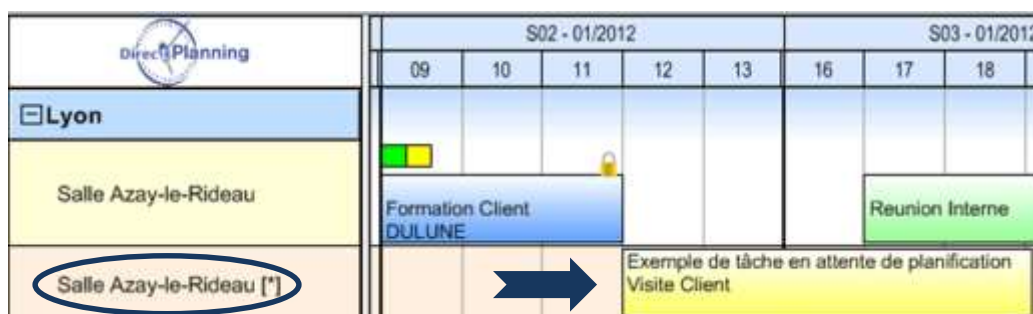 DirectPlanning
S02 - 01/2012
S03 - 01/2012
09 10 11 12 13 16 17 18
Lyon
Salle Azay-le-Rideau
Formation Client
DULUNE
Reunion Interne
Salle Azay-le-Rideau [*]
Exemple de tâche en attente de planification
Visite Client